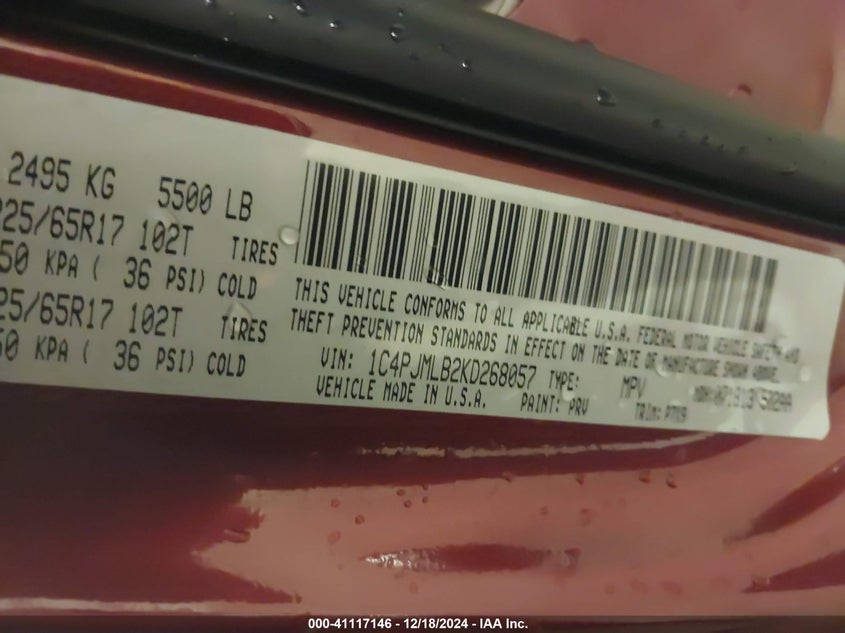 2495 KG 5500 LB
225/65R17 102T TIRES
50 KPA ( 36 PSI) COLD
25/65R17 102T TIRES
50 KPA ( 36 PSI) COLD
THIS VEHICLE CONFORMS TO ALL APPLICABLE U.S.A. FEDERAL MOTOR VEHICLE SAFETY AND
THEFT PREVENTION STANDARDS IN EFFECT ON THE DATE OF MANUFACTURE SHOWN ABOVE.
VIN: 1C4PJMLB2KD268057 TYPE: MPV
VEHICLE MADE IN U.S.A. PAINT: PRV TRIM: P7X9
000-41117146 - 12/18/2024 - IAA Inc.